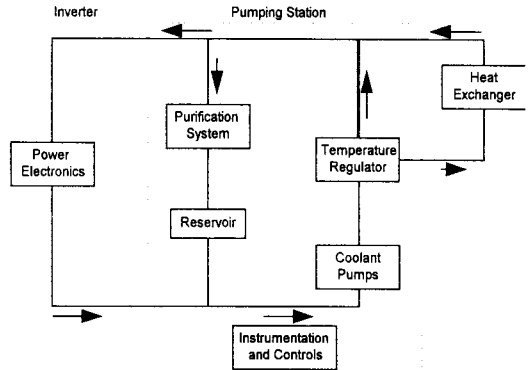 Inverter
Pumping Station
Heat
Exchanger
Purification
System
Power
Electronics
Temperature
Regulator
Reservoir
Coolant
Pumps
Instrumentation
and Controls